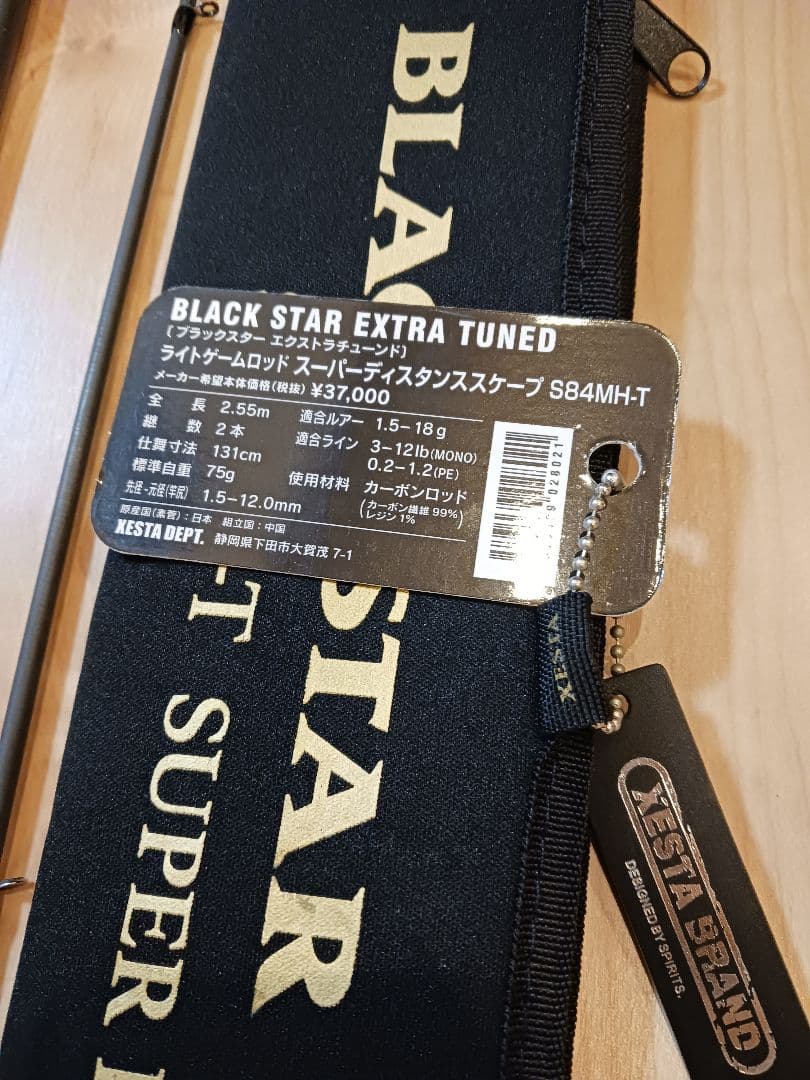 BLAC
STAR
-T SUPER
BLACK STAR EXTRA TUNED
[ブラックスター エクストラチューンド]
ライトゲームロッド スーパーディスタンススケープ S84MH-T
メーカー希望本体価格(税抜) ¥37,000
全 長 2.55m
継 数 2本
仕舞寸法 131cm
標準自重 75g
先径-元径(竿尻) 1.5-12.0mm
適合ルアー 1.5-18g
適合ライン 3-12lb(MONO)
0.2-1.2(PE)
使用材料 カーボンロッド
(カーボン繊維 99%
レジン 1%)
原産国(素管):日本 組立国:中国
XESTA DEPT. 静岡県下田市大賀茂 7-1
028021
XESTA
XESTA BRAND
DESIGNED BY SPIRITS.